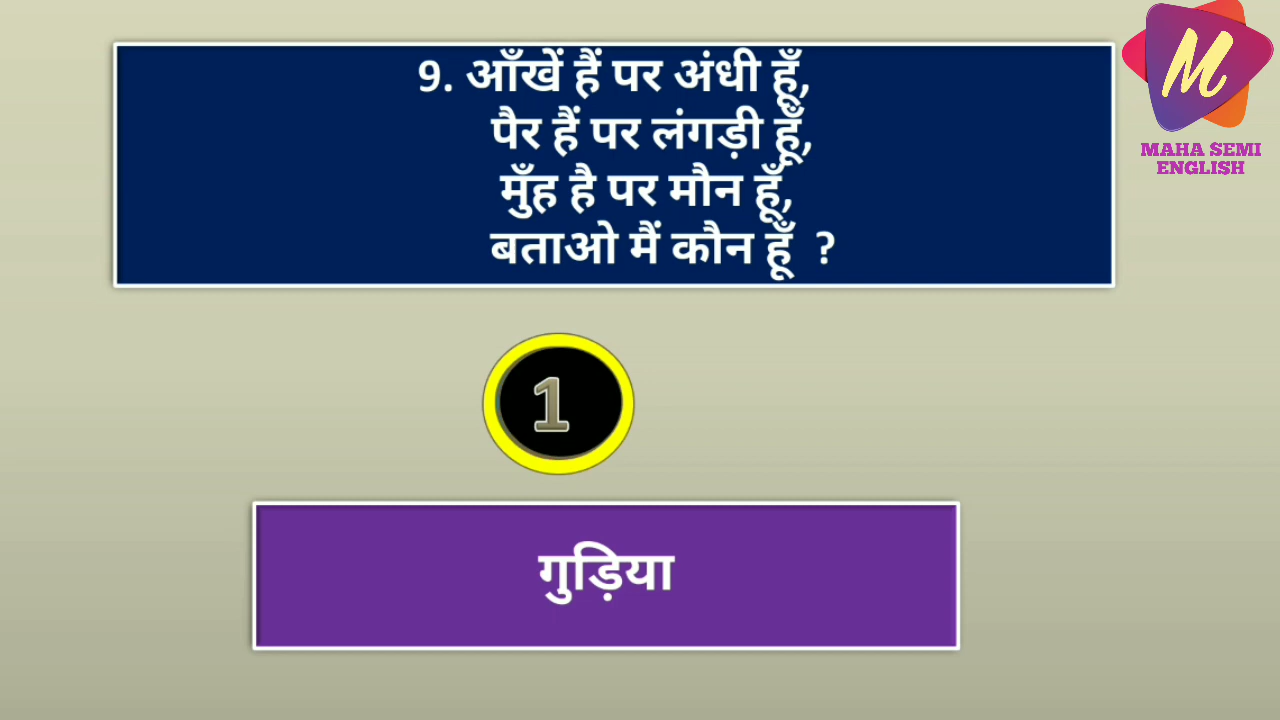 9. आँखें हैं पर अंधी हूँ,
पैर हैं पर लंगड़ी हूँ,
मुँह है पर मौन हूँ,
बताओ मैं कौन हूँ ?
M
MAHA SEMI
ENGLISH
1
गुड़िया